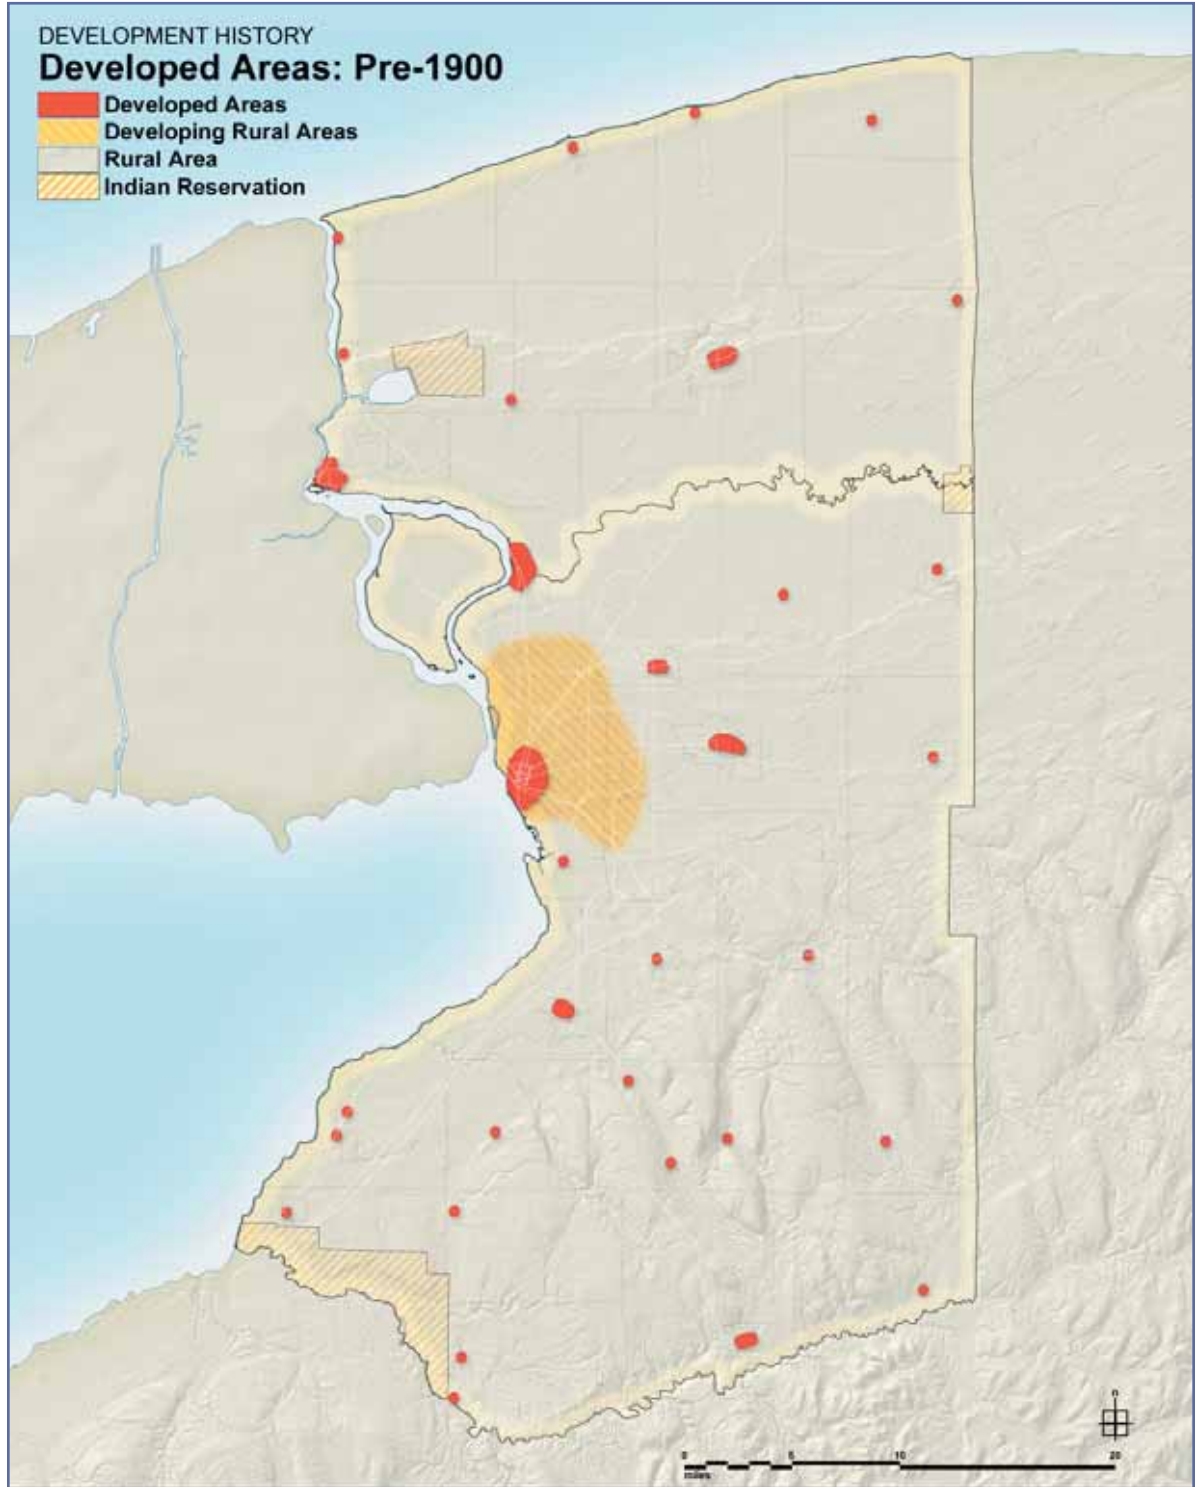 DEVELOPMENT HISTORY
Developed Areas: Pre-1900
Developed Areas
Developing Rural Areas
Rural Area
Indian Reservation
n
0 5 10 20
miles